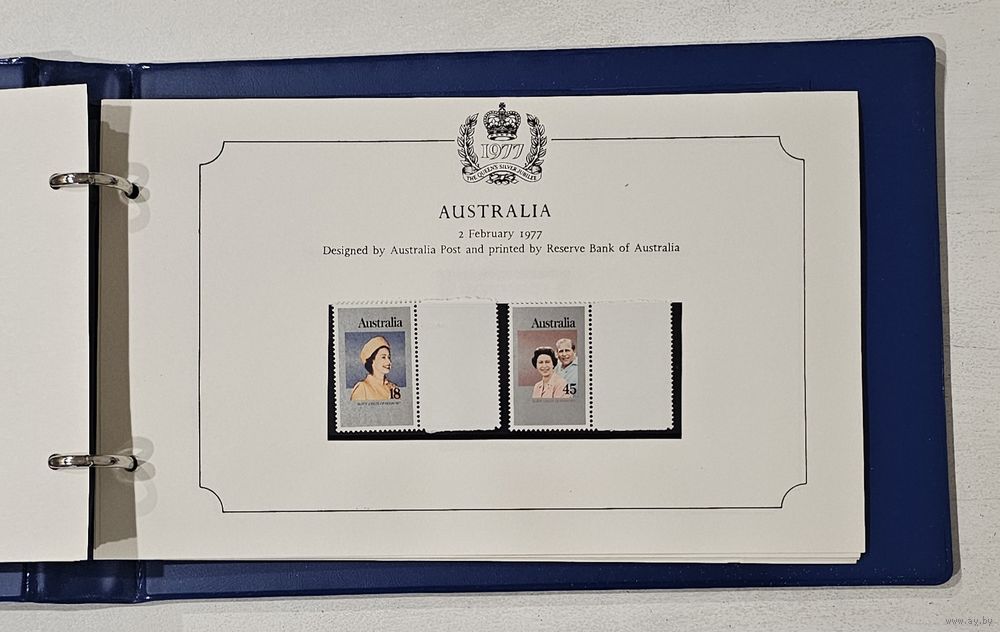 1977
THE QUEEN'S SILVER JUBILEE
AUSTRALIA
2 February 1977
Designed by Australia Post and printed by Reserve Bank of Australia
Australia
18
Australia
45
www.ay.by